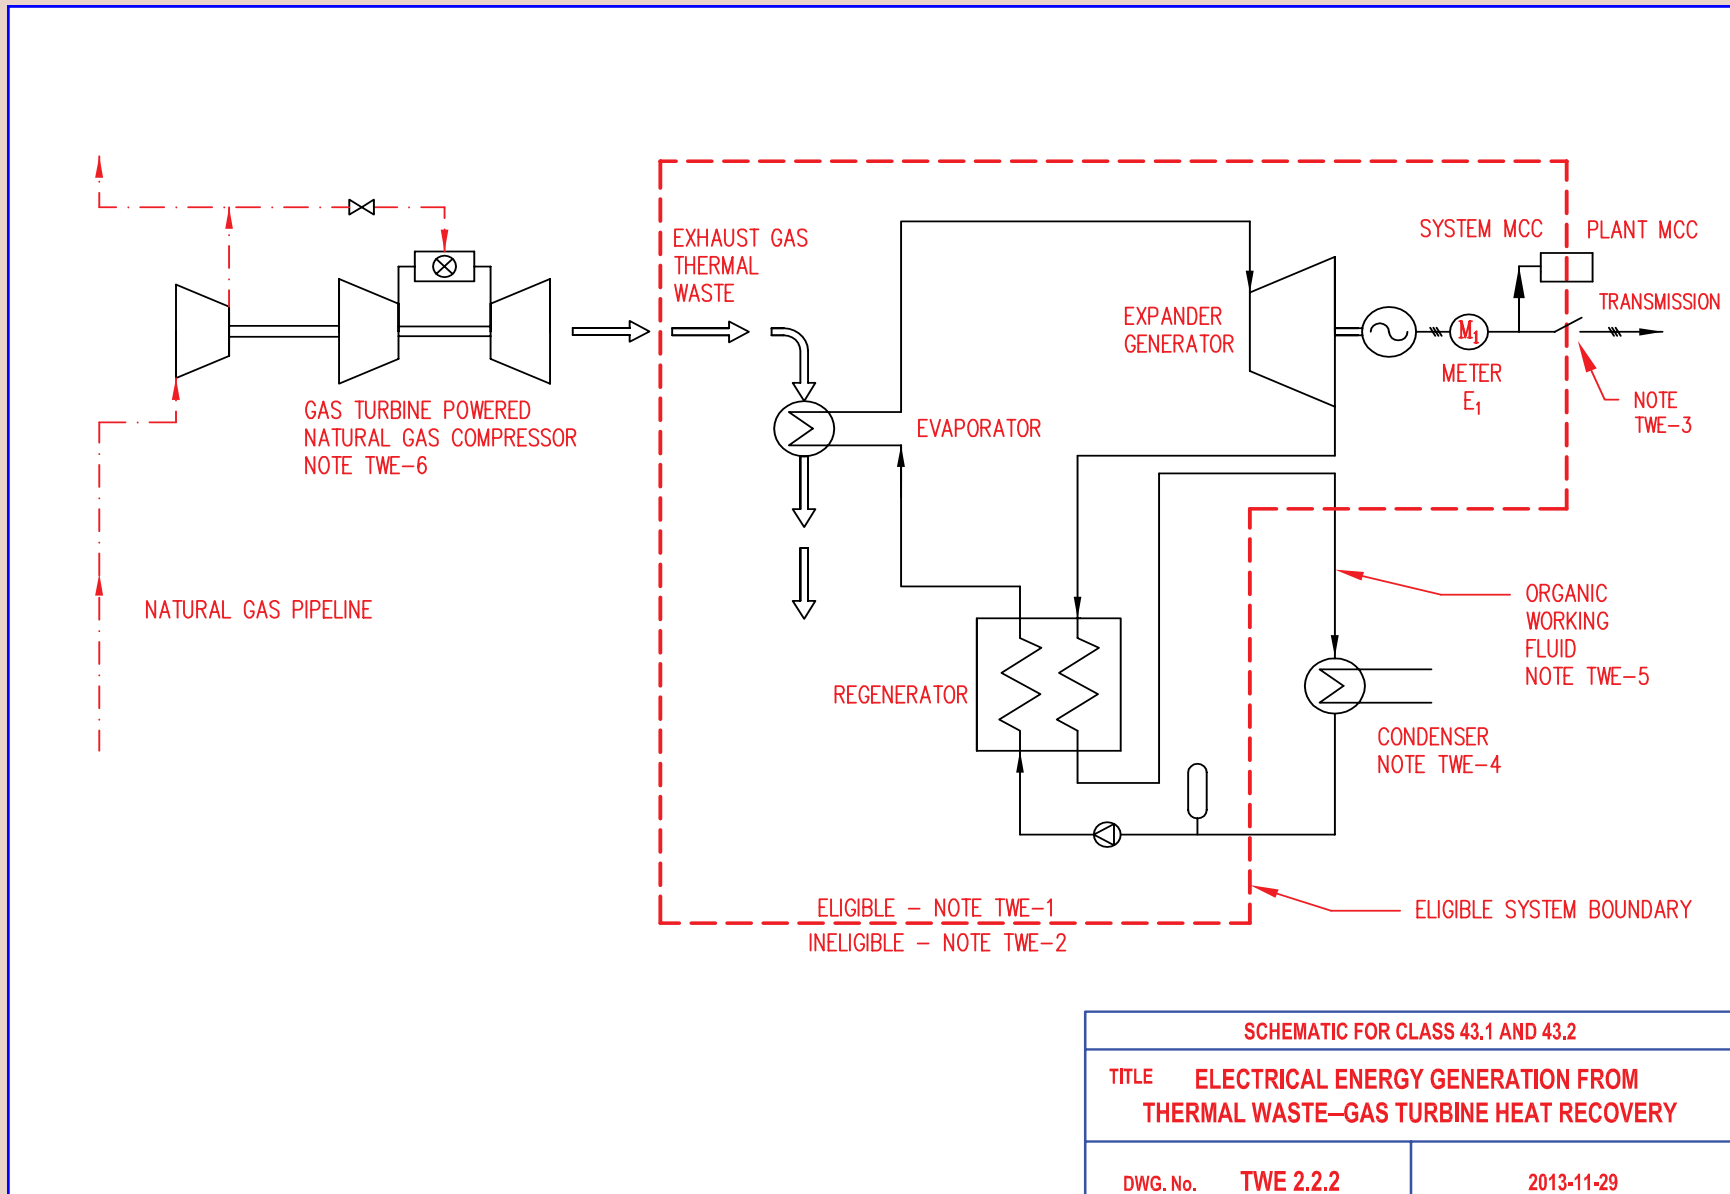 EXHAUST GAS
THERMAL
WASTE
SYSTEM MCC
PLANT MCC
TRANSMISSION
EXPANDER
GENERATOR
M1
METER
E1
NOTE
TWE-3
GAS TURBINE POWERED
NATURAL GAS COMPRESSOR
NOTE TWE-6
EVAPORATOR
NATURAL GAS PIPELINE
ORGANIC
WORKING
FLUID
NOTE TWE-5
REGENERATOR
CONDENSER
NOTE TWE-4
ELIGIBLE - NOTE TWE-1
INELIGIBLE - NOTE TWE-2
ELIGIBLE SYSTEM BOUNDARY
SCHEMATIC FOR CLASS 43.1 AND 43.2
TITLE ELECTRICAL ENERGY GENERATION FROM
THERMAL WASTE—GAS TURBINE HEAT RECOVERY
DWG. No. TWE 2.2.2
2013-11-29